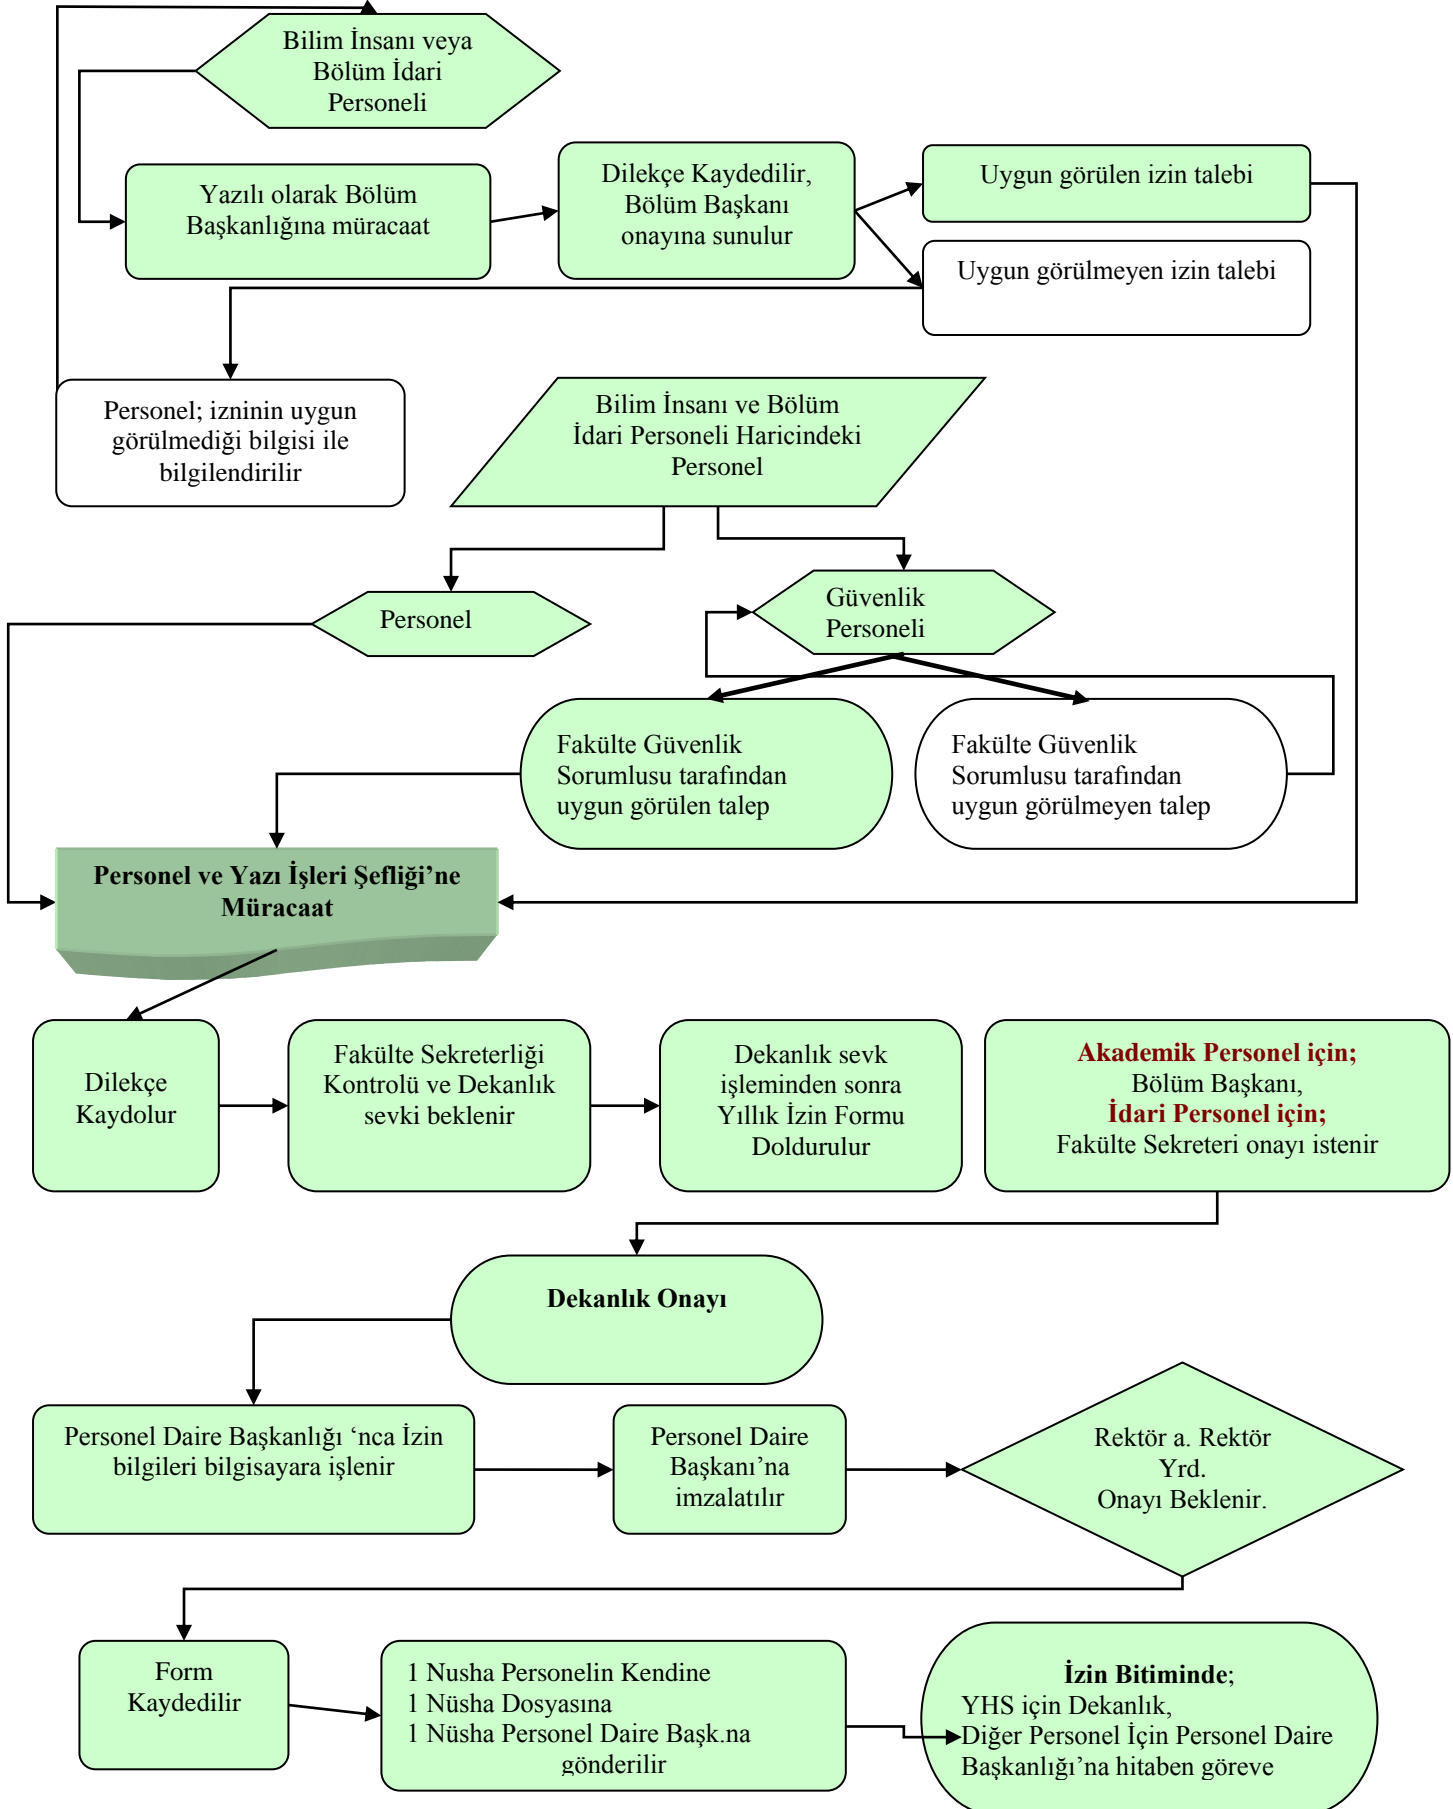 Bilim İnsanı veya
Bölüm İdari
Personeli
Yazılı olarak Bölüm
Başkanlığına müracaat
Dilekçe Kaydedilir,
Bölüm Başkanı
onayına sunulur
Uygun görülen izin talebi
Uygun görülmeyen izin talebi
Personel; izninin uygun
görülmediği bilgisi ile
bilgilendirilir
Bilim İnsanı ve Bölüm
İdari Personeli Haricindeki
Personel
Personel
Güvenlik
Personeli
Fakülte Güvenlik
Sorumlusu tarafından
uygun görülen talep
Fakülte Güvenlik
Sorumlusu tarafından
uygun görülmeyen talep
Personel ve Yazı İşleri Şefliği’ne
Müracaat
Dilekçe
Kaydolur
Fakülte Sekreterliği
Kontrolü ve Dekanlık
sevki beklenir
Dekanlık sevk
işleminden sonra
Yıllık İzin Formu
Doldurulur
Akademik Personel için;
Bölüm Başkanı,
İdari Personel için;
Fakülte Sekreteri onayı istenir
Dekanlık Onayı
Personel Daire Başkanlığı ‘nca İzin
bilgileri bilgisayara işlenir
Personel Daire
Başkanı’na
imzalatılır
Rektör a. Rektör
Yrd.
Onayı Beklenir.
Form
Kaydedilir
1 Nusha Personelin Kendine
1 Nüsha Dosyasına
1 Nüsha Personel Daire Başk.na
gönderilir
İzin Bitiminde;
YHS için Dekanlık,
Diğer Personel İçin Personel Daire
Başkanlığı’na hitaben göreve